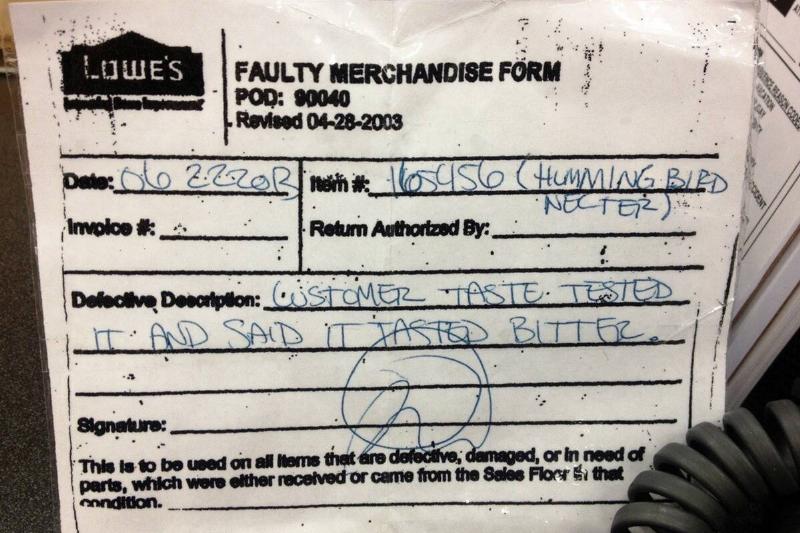 LOWE'S
Improving Home Improvement
FAULTY MERCHANDISE FORM
POD: 90040
Revised 04-28-2003
Date: 06 22 2013
Item #: 165456 (HUMMING BIRD
NECTER)
Invoice #:
Return Authorized By:
Defective Description: CUSTOMER TASTE TESTED
IT AND SAID IT TASTED BITTER.
Signature:
This is to be used on all items that are defective, damaged, or in need of
parts, which were either received or came from the Sales Floor in that
condition.